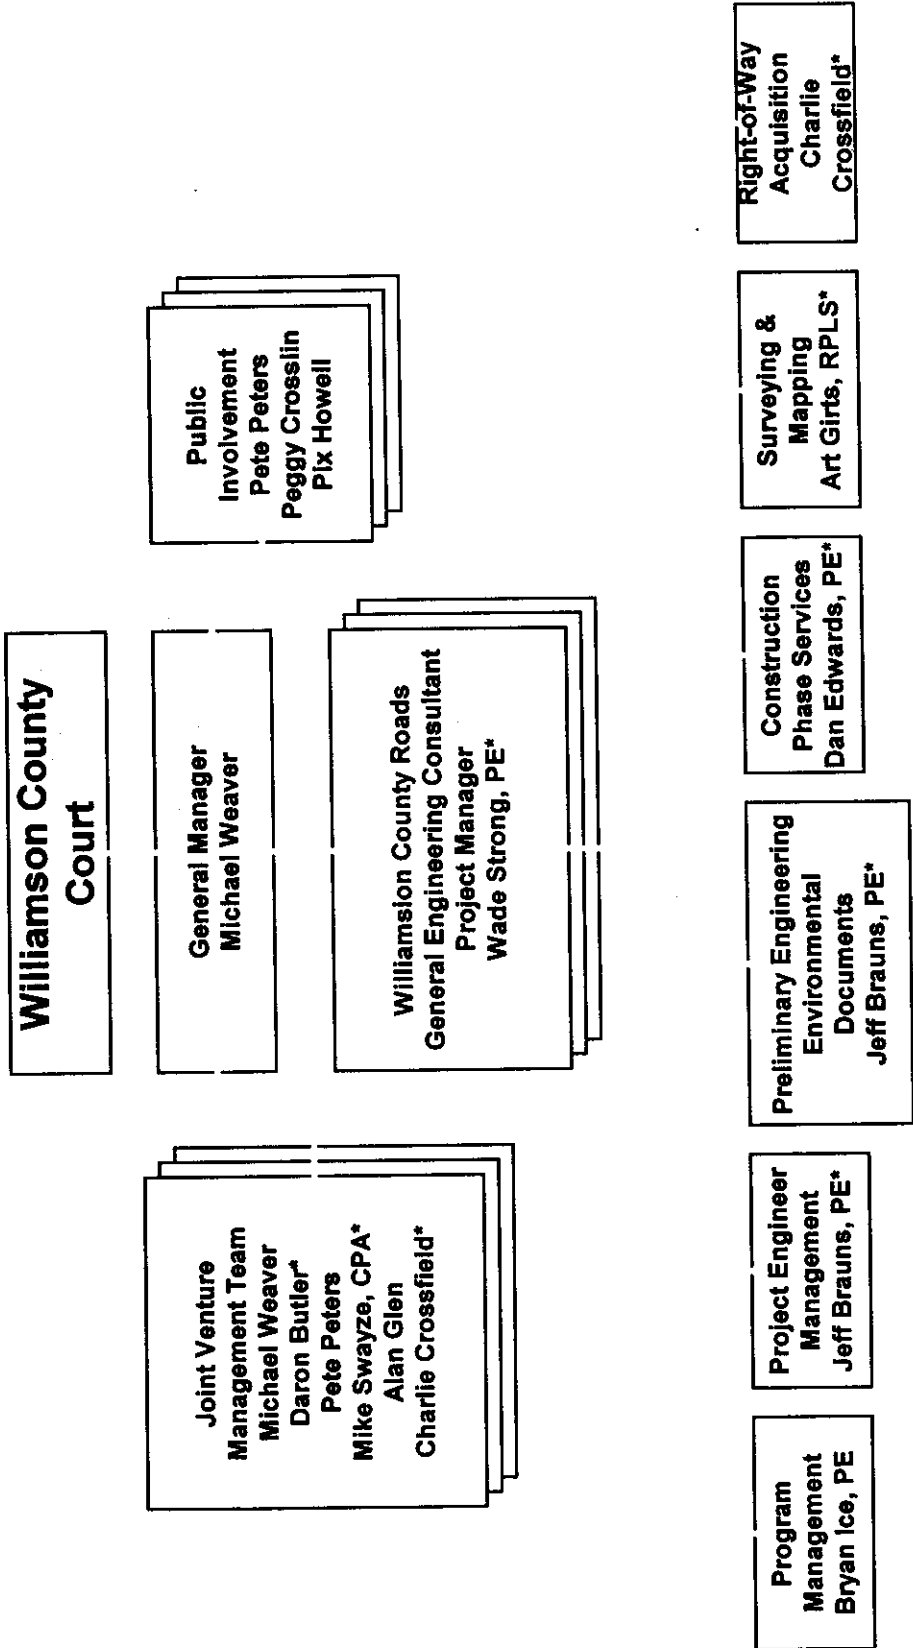 Williamson County
Court
Joint Venture
Management Team
Michael Weaver
Daron Butler*
Pete Peters
Mike Swayze, CPA*
Alan Glen
Charlie Crossfield*
General Manager
Michael Weaver
Public
Involvement
Pete Peters
Peggy Crosslin
Pix Howell
Williamsion County Roads
General Engineering Consultant
Project Manager
Wade Strong, PE*
Program
Management
Bryan Ice, PE
Project Engineer
Management
Jeff Brauns, PE*
Preliminary Engineering
Environmental
Documents
Jeff Brauns, PE*
Construction
Phase Services
Dan Edwards, PE*
Surveying &
Mapping
Art Girts, RPLS*
Right-of-Way
Acquisition
Charlie
Crossfield*